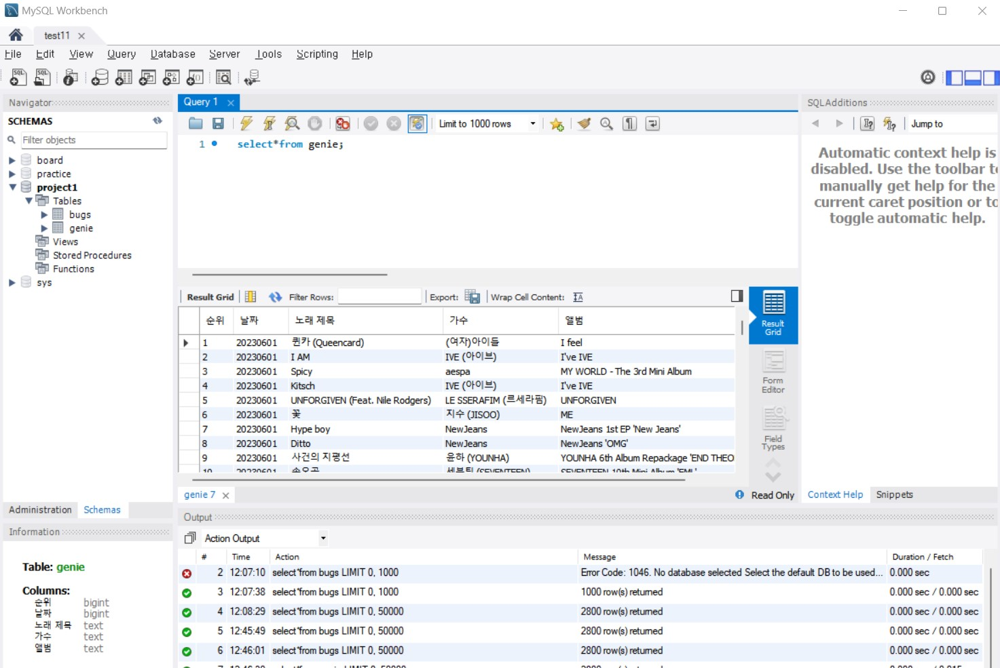 MySQL Workbench
test11
File Edit View Query Database Server Tools Scripting Help
Navigator
SCHEMAS
Filter objects
board
practice
project1
Tables
bugs
genie
Views
Stored Procedures
Functions
sys
Administration Schemas
Information
Table: genie
Columns:
순위 bigint
날짜 bigint
노래 제목 text
가수 text
앨범 text
Query 1
Limit to 1000 rows
1 select*from genie;
Result Grid Filter Rows: Export: Wrap Cell Content:
순위 날짜 노래 제목 가수 앨범
1 20230601 퀸카 (Queencard) (여자)아이들 I feel
2 20230601 I AM IVE (아이브) I've IVE
3 20230601 Spicy aespa MY WORLD - The 3rd Mini Album
4 20230601 Kitsch IVE (아이브) I've IVE
5 20230601 UNFORGIVEN (Feat. Nile Rodgers) LE SSERAFIM (르세라핌) UNFORGIVEN
6 20230601 꽃 지수 (JISOO) ME
7 20230601 Hype boy NewJeans NewJeans 1st EP 'New Jeans'
8 20230601 Ditto NewJeans NewJeans 'OMG'
9 20230601 사건의 지평선 윤하 (YOUNHA) YOUNHA 6th Album Repackage 'END THEO
10 20230601 손오공 세븐틴 (SEVENTEEN) SEVENTEEN 10th Mini Album 'FML'
Result
Grid
Form
Editor
Field
Types
genie 7
Read Only
SQLAdditions
Jump to
Automatic context help is
disabled. Use the toolbar to
manually get help for the
current caret position or to
toggle automatic help.
Context Help Snippets
Output
Action Output
# Time Action Message Duration / Fetch
2 12:07:10 select*from bugs LIMIT 0, 1000 Error Code: 1046. No database selected Select the default DB to be used... 0.000 sec
3 12:07:38 select*from bugs LIMIT 0, 1000 1000 row(s) returned 0.000 sec / 0.000 sec
4 12:08:29 select*from bugs LIMIT 0, 50000 2800 row(s) returned 0.000 sec / 0.000 sec
5 12:45:49 select*from bugs LIMIT 0, 50000 2800 row(s) returned 0.000 sec / 0.000 sec
6 12:46:01 select*from bugs LIMIT 0, 50000 2800 row(s) returned 0.000 sec / 0.000 sec